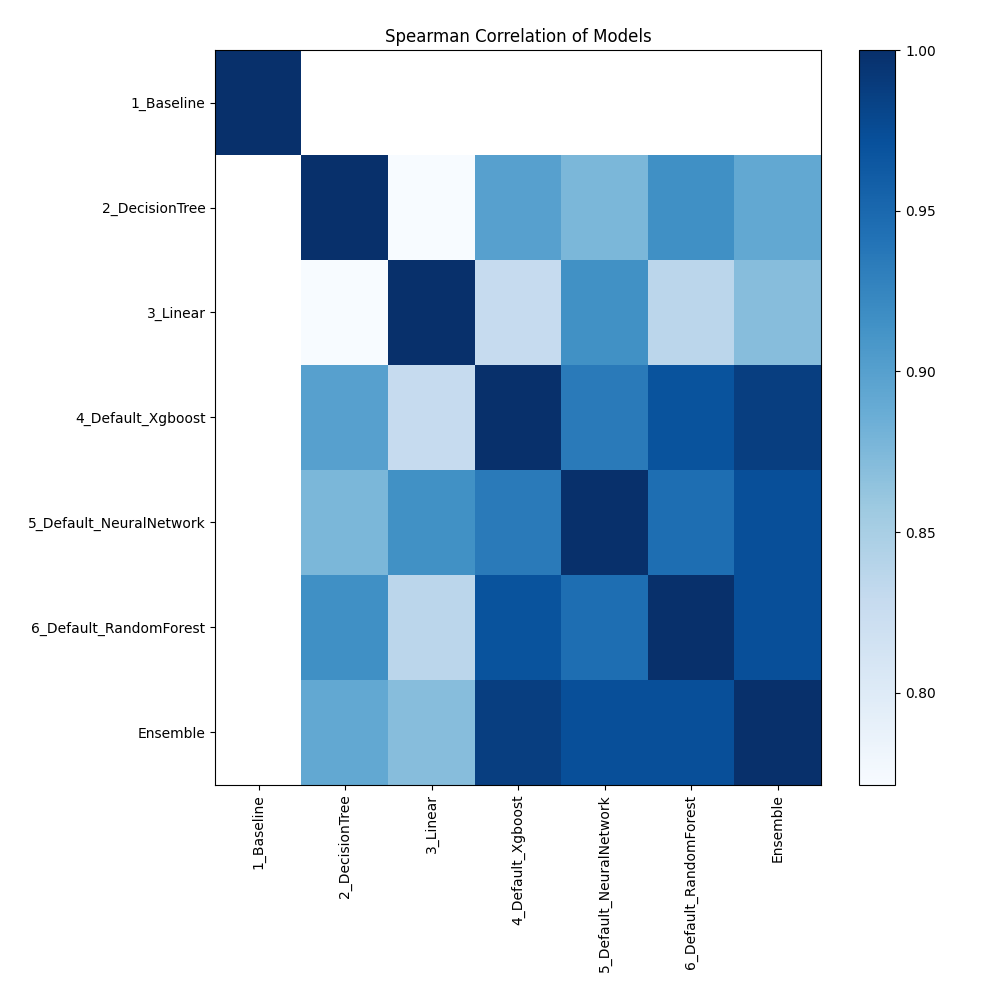 Spearman Correlation of Models
1_Baseline
2_DecisionTree
3_Linear
4_Default_Xgboost
5_Default_NeuralNetwork
6_Default_RandomForest
Ensemble
1_Baseline
2_DecisionTree
3_Linear
4_Default_Xgboost
5_Default_NeuralNetwork
6_Default_RandomForest
Ensemble
1.00
0.95
0.90
0.85
0.80